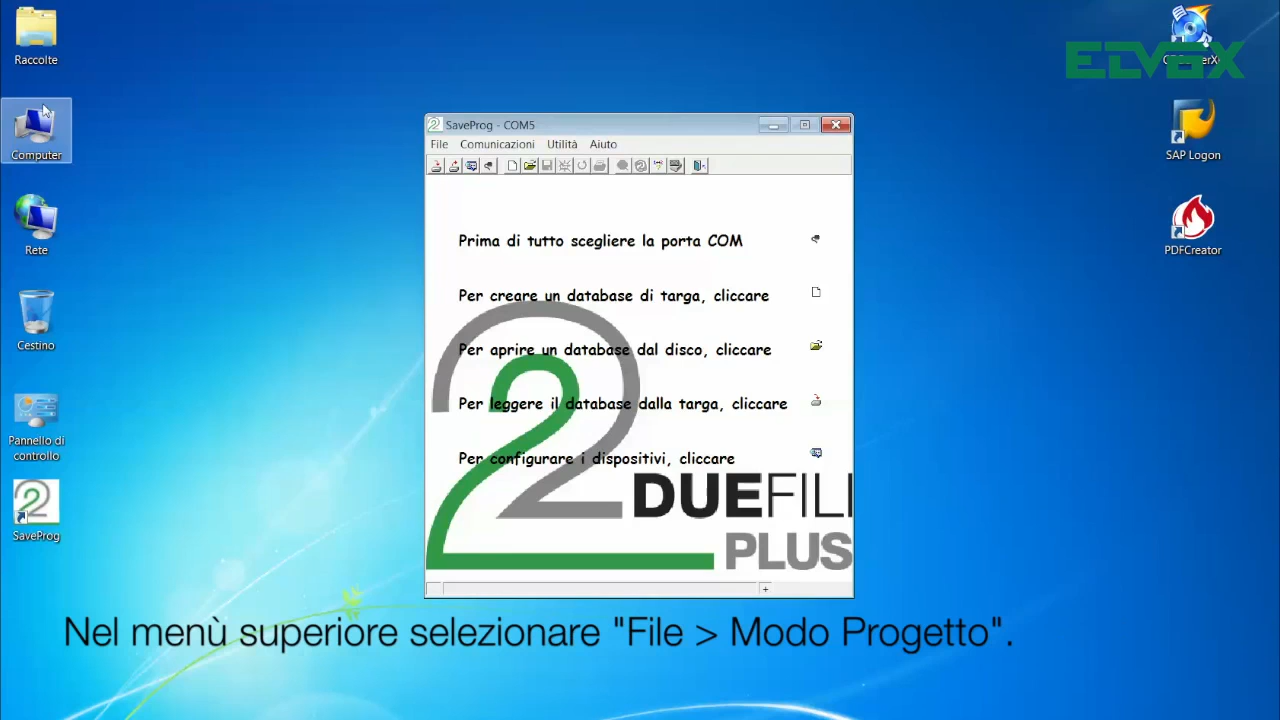 Raccolte
Computer
Rete
Cestino
Pannello di
controllo
SaveProg
ELVOX
SAP Logon
PDFCreator
SaveProg - COM5
File Comunicazioni Utilità Aiuto
Prima di tutto scegliere la porta COM
Per creare un database di targa, cliccare
Per aprire un database dal disco, cliccare
Per leggere il database dalla targa, cliccare
Per configurare i dispositivi, cliccare
2
DUEFILI
PLUS
Nel menù superiore selezionare "File > Modo Progetto".